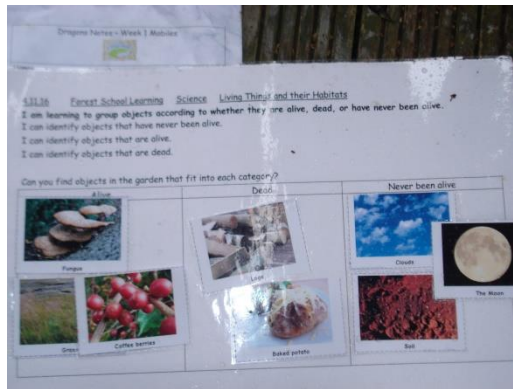 Dragons Notes - Week 1 Mobiles
Forest School Learning Science Living Things and their Habitats
I am learning to group objects according to whether they are alive, dead, or have never been alive.
I can identify objects that have never been alive.
I can identify objects that are alive.
I can identify objects that are dead.
Can you find objects in the garden that fit into each category?
Alive Dead Never been alive
Fungus
Logs
Clouds
The Moon
Grass
Coffee berries
Baked potato
Soil